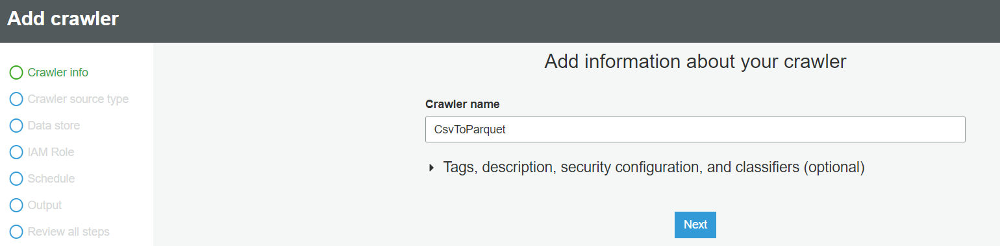 Add crawler
Crawler info
Crawler source type
Data store
IAM Role
Schedule
Output
Review all steps
Add information about your crawler
Crawler name
CsvToParquet
Tags, description, security configuration, and classifiers (optional)
Next